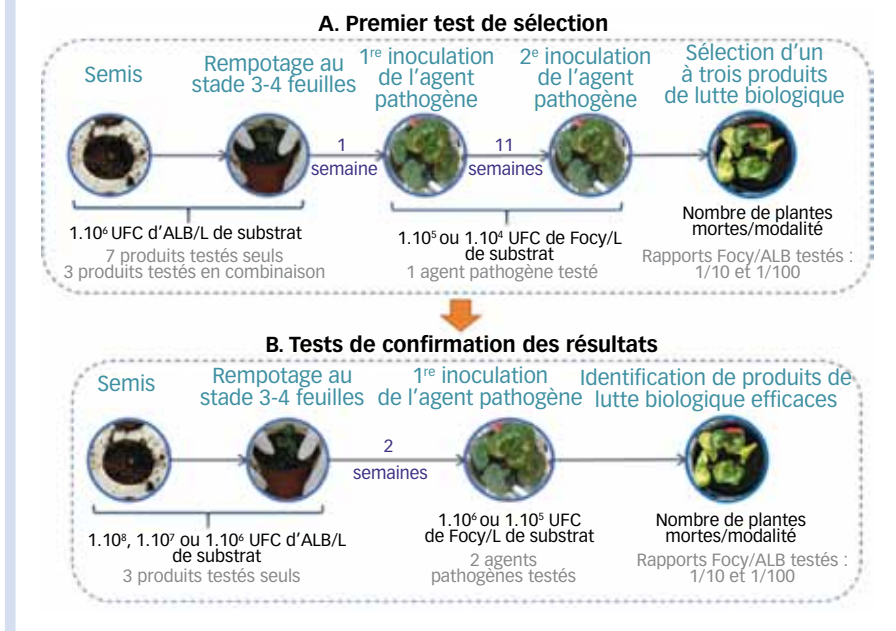 A. Premier test de sélection
Semis
Rempotage au
stade 3-4 feuilles
1re inoculation
de l'agent
pathogène
2e inoculation
de l'agent
pathogène
Sélection d'un
à trois produits
de lutte biologique
1
semaine
11
semaines
1.10⁶ UFC d'ALB/L de substrat
7 produits testés seuls
3 produits testés en combinaison
1.10⁵ ou 1.10⁴ UFC de Focy/L
de substrat
1 agent pathogène testé
Nombre de plantes
mortes/modalité
Rapports Focy/ALB testés :
1/10 et 1/100
B. Tests de confirmation des résultats
Semis
Rempotage au
stade 3-4 feuilles
1re inoculation
de l'agent pathogène
Identification de produits de
lutte biologique efficaces
2
semaines
1.10⁸, 1.10⁷ ou 1.10⁶ UFC d'ALB/L
de substrat
3 produits testés seuls
1.10⁶ ou 1.10⁵ UFC
de Focy/L de substrat
2 agents
pathogènes testés
Nombre de plantes
mortes/modalité
Rapports Focy/ALB testés :
1/10 et 1/100